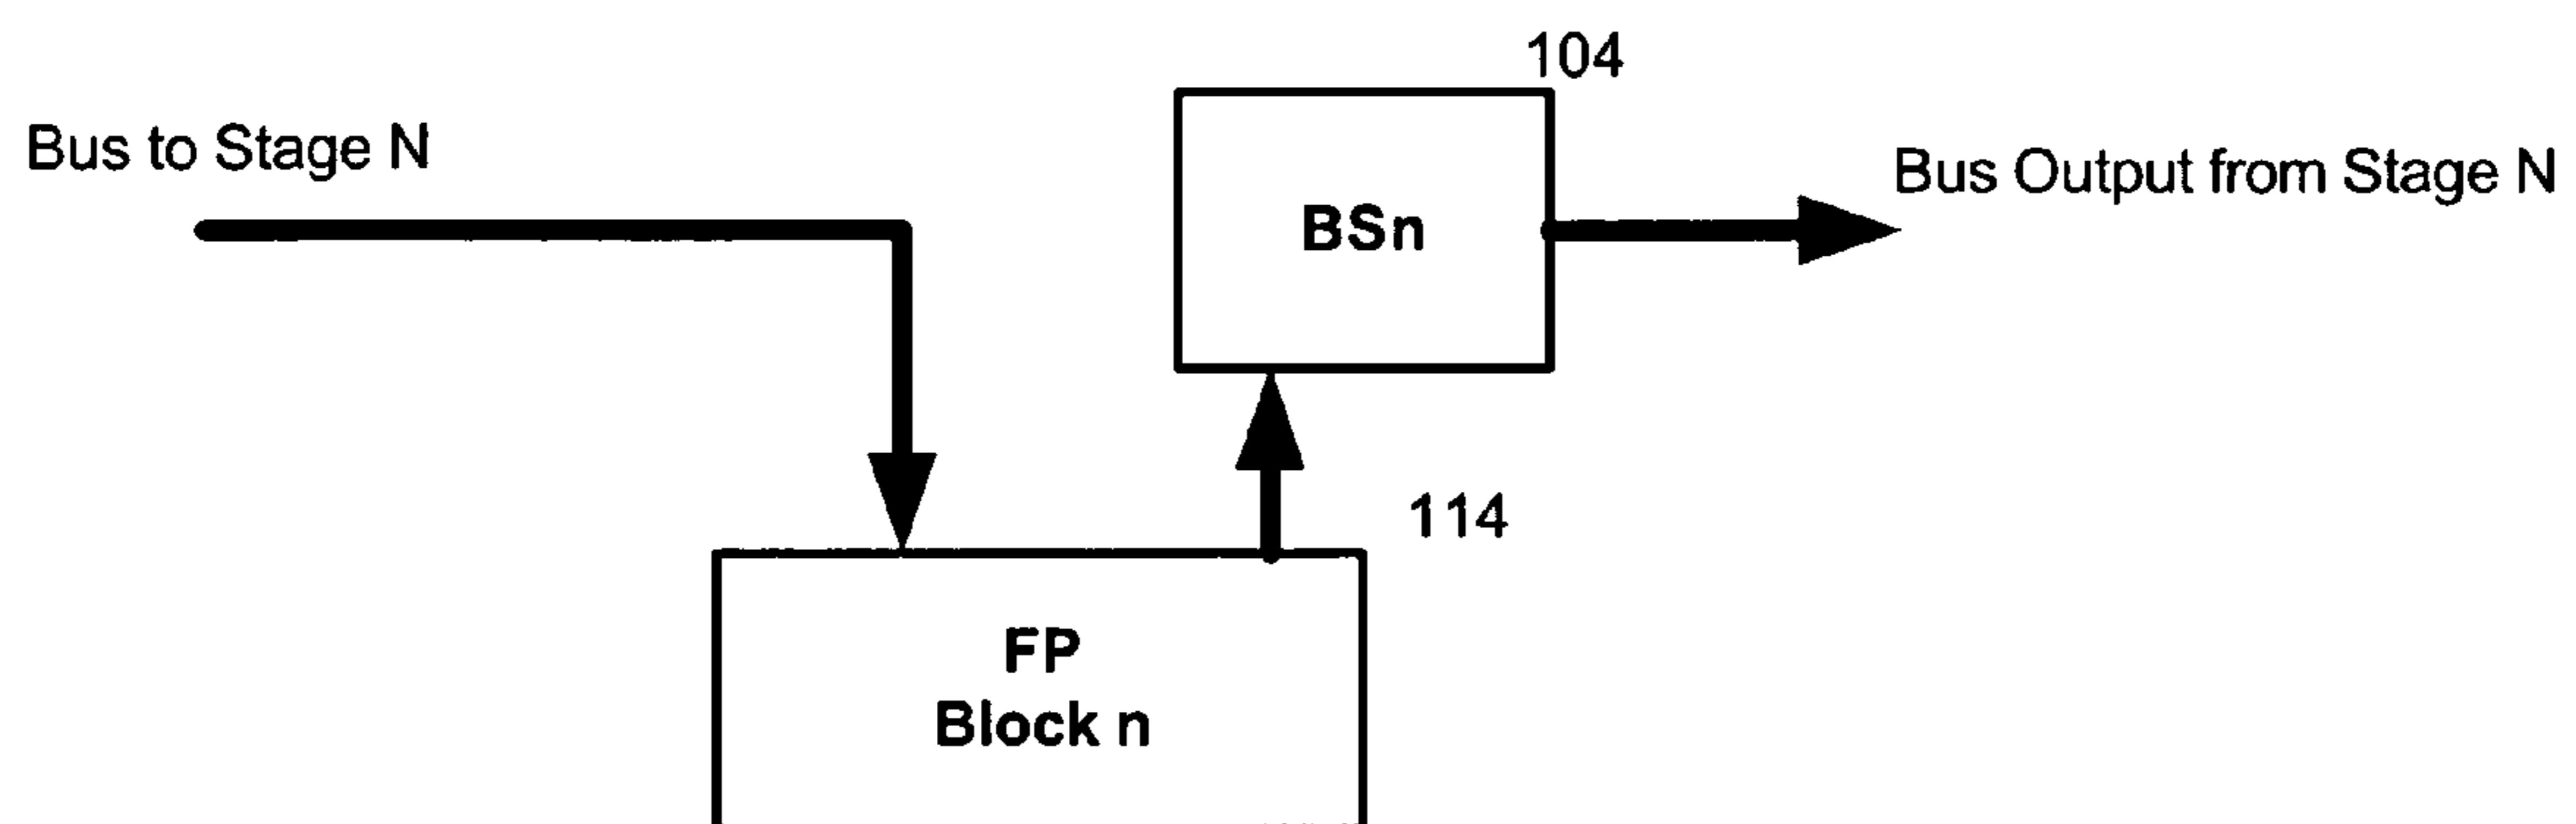 104
Bus to Stage N
Bus Output from Stage N
BSn
114
FP
Block n